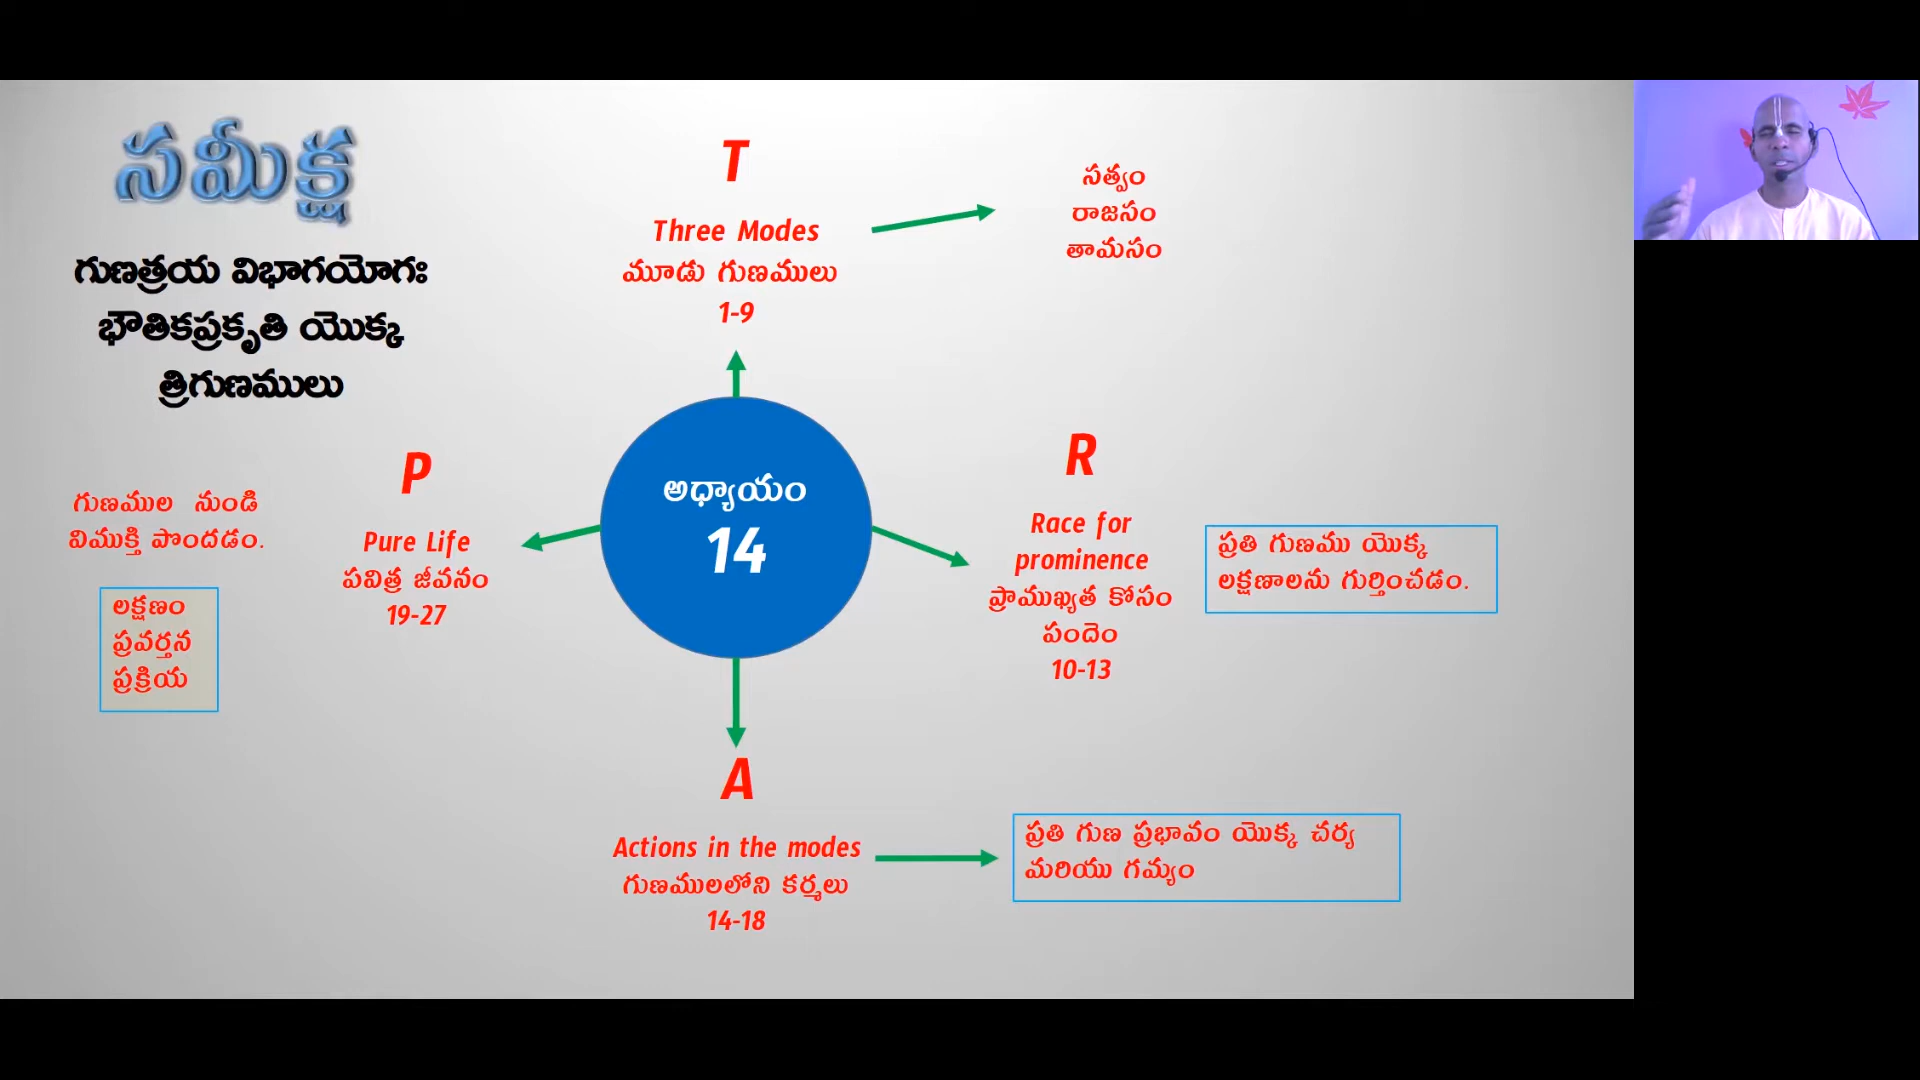 సమీక్ష
గుణత్రయ విభాగయోగః
భౌతికప్రకృతి యొక్క
త్రిగుణములు
T
Three Modes
మూడు గుణములు
1-9
సత్వం
రాజసం
తామసం
అధ్యాయం
14
R
Race for
prominence
ప్రాముఖ్యత కోసం
పందెం
10-13
ప్రతి గుణము యొక్క
లక్షణాలను గుర్తించడం.
A
Actions in the modes
గుణములలోని కర్మలు
14-18
ప్రతి గుణ ప్రభావం యొక్క చర్య
మరియు గమ్యం
P
Pure Life
పవిత్ర జీవనం
19-27
గుణముల నుండి
విముక్తి పొందడం.
లక్షణం
ప్రవర్తన
ప్రక్రియ